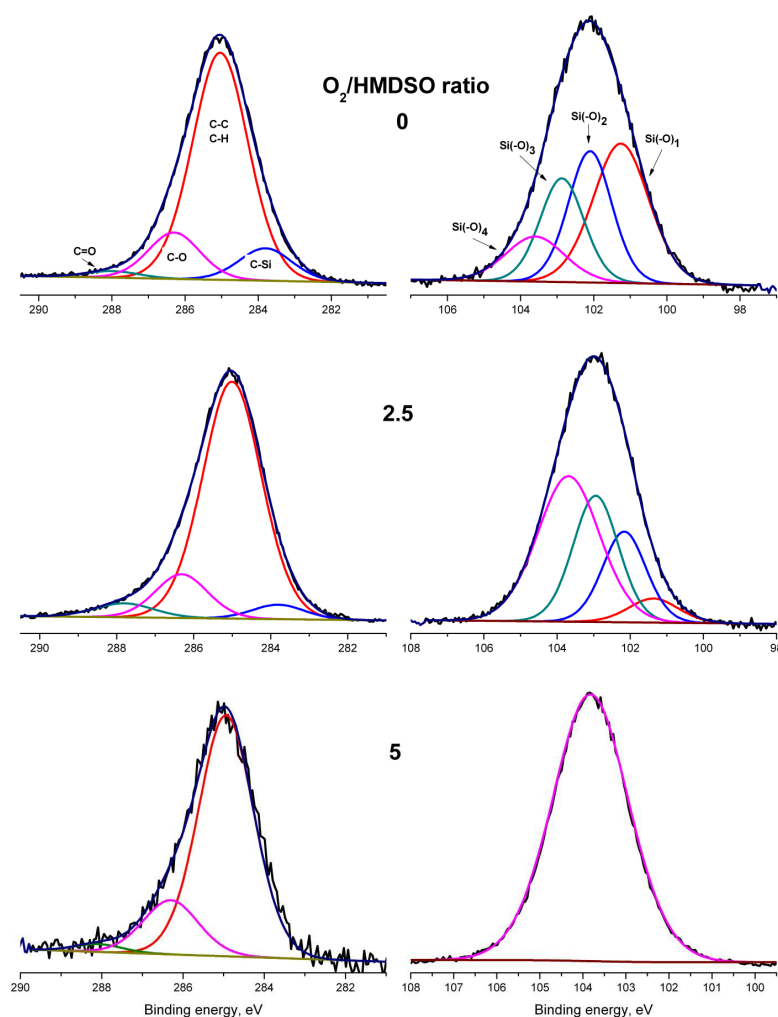 O2/HMDSO ratio
0
C-C
C-H
C=O
C-O
C-Si
Si(-O)4
Si(-O)3
Si(-O)2
Si(-O)1
290 288 286 284 282
106 104 102 100 98
2.5
290 288 286 284 282
108 106 104 102 100 98
5
290 288 286 284 282
108 107 106 105 104 103 102 101 100
Binding energy, eV
Binding energy, eV